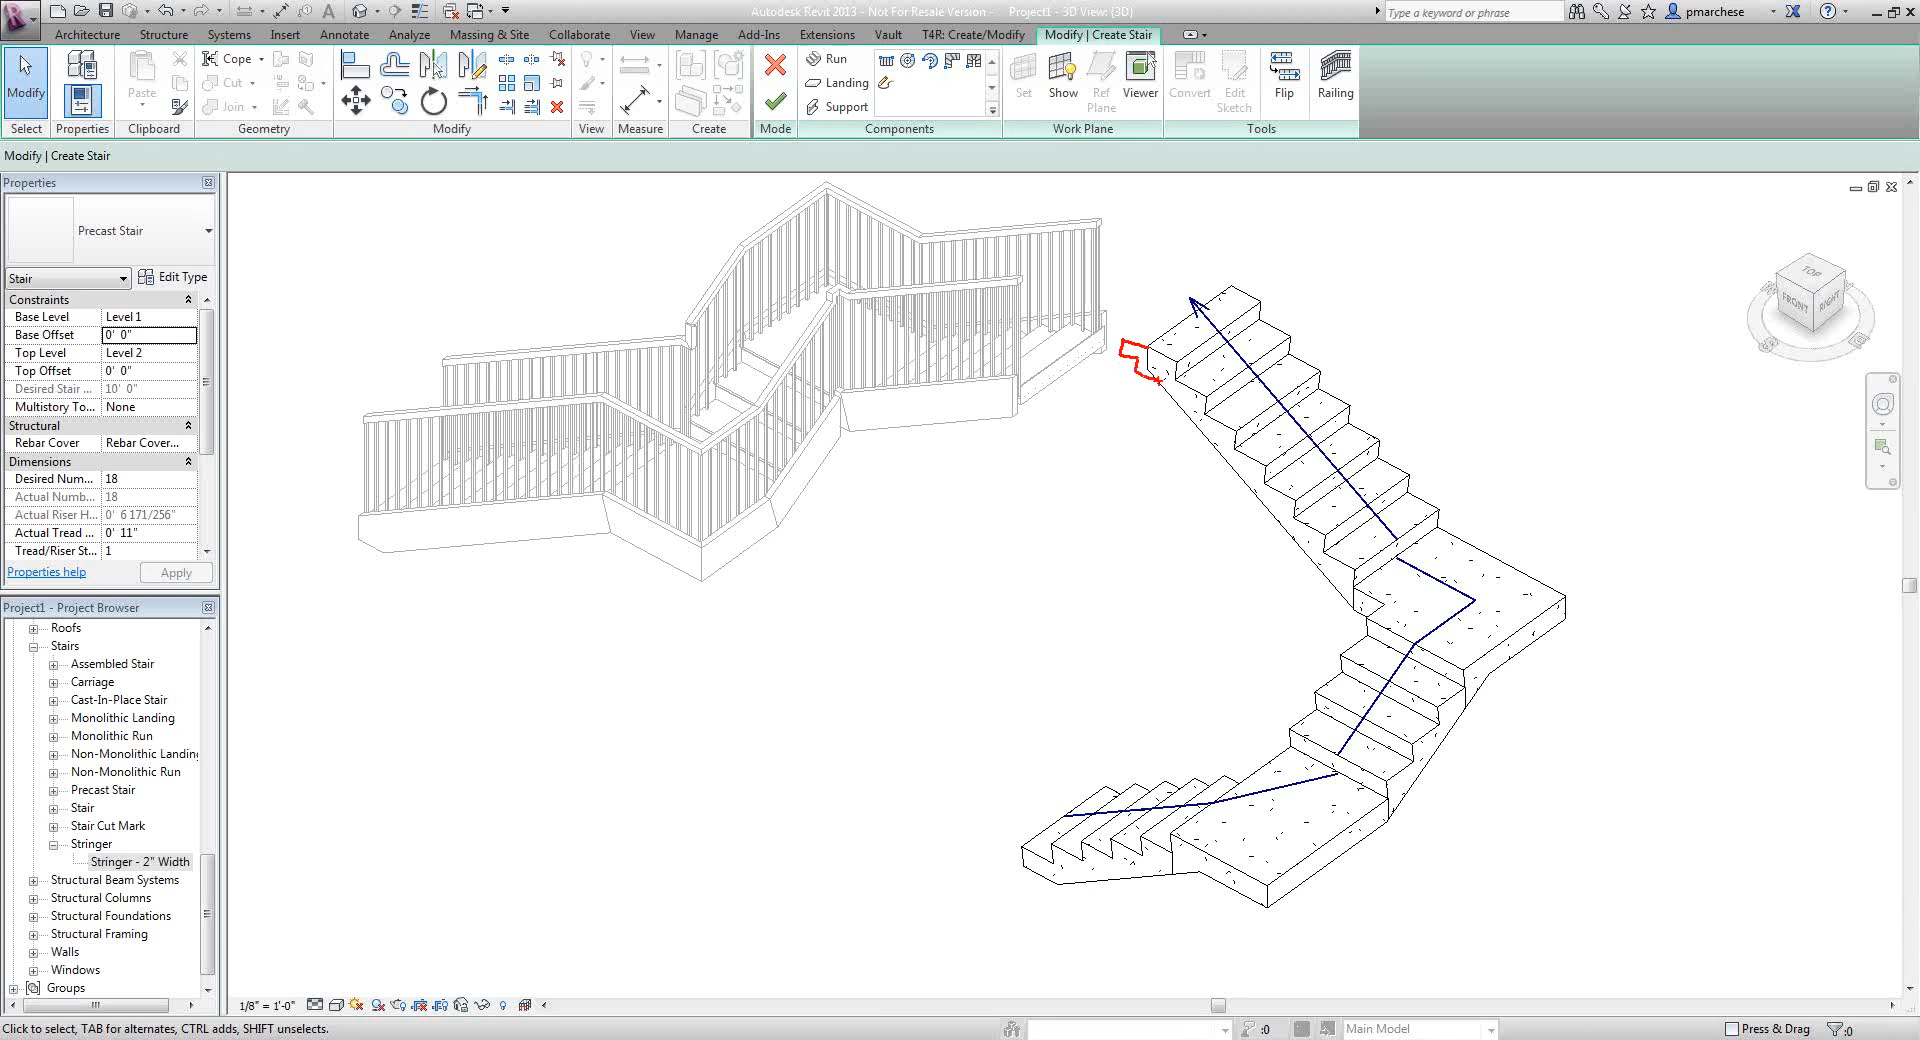 Autodesk Revit 2013 - Not For Resale Version - Project1 - 3D View: {3D}
Type a keyword or phrase
pmarchese
Architecture Structure Systems Insert Annotate Analyze Massing & Site Collaborate View Manage Add-Ins Extensions Vault T4R: Create/Modify Modify | Create Stair
Modify
Paste
Cope
Cut
Join
Run
Landing
Support
Set
Show
Ref Plane
Viewer
Convert
Edit Sketch
Flip
Railing
Select Properties Clipboard Geometry Modify View Measure Create Mode Components Work Plane Tools
Modify | Create Stair
Properties
Precast Stair
Stair
Edit Type
Constraints
Base Level Level 1
Base Offset 0' 0"
Top Level Level 2
Top Offset 0' 0"
Desired Stair ... 10' 0"
Multistory To... None
Structural
Rebar Cover Rebar Cover...
Dimensions
Desired Num... 18
Actual Numb... 18
Actual Riser H... 0' 6 171/256"
Actual Tread ... 0' 11"
Tread/Riser St... 1
Properties help
Apply
Project1 - Project Browser
Roofs
Stairs
Assembled Stair
Carriage
Cast-In-Place Stair
Monolithic Landing
Monolithic Run
Non-Monolithic Landin
Non-Monolithic Run
Precast Stair
Stair
Stair Cut Mark
Stringer
Stringer - 2" Width
Structural Beam Systems
Structural Columns
Structural Foundations
Structural Framing
Walls
Windows
Groups
TOP
FRONT
RIGHT
1/8" = 1'-0"
Click to select, TAB for alternates, CTRL adds, SHIFT unselects.
:0
Main Model
Press & Drag
:0